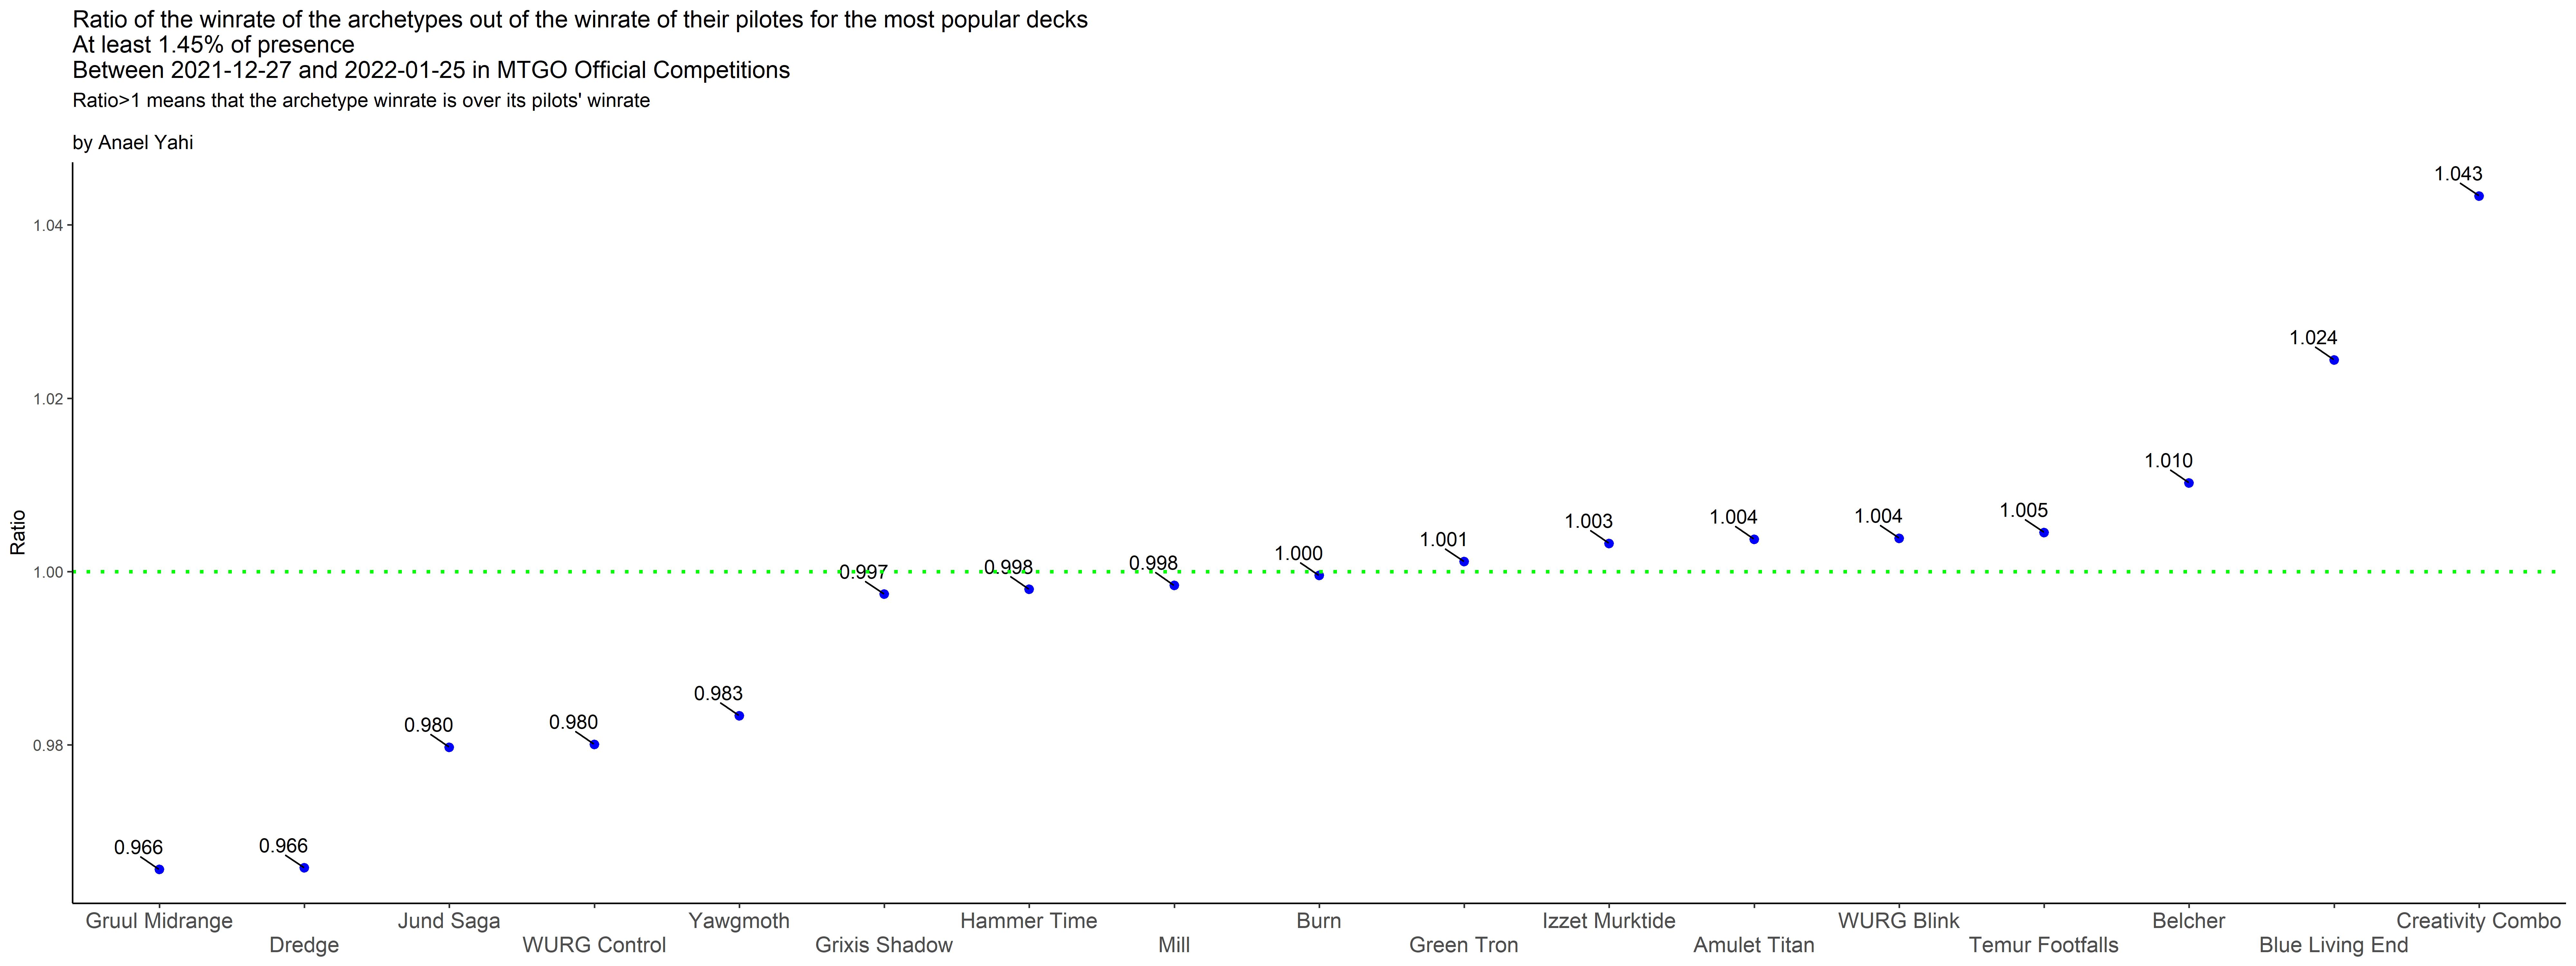 Ratio of the winrate of the archetypes out of the winrate of their pilotes for the most popular decks
At least 1.45% of presence
Between 2021-12-27 and 2022-01-25 in MTGO Official Competitions
Ratio>1 means that the archetype winrate is over its pilots' winrate
by Anael Yahi
Ratio
1.04
1.02
1.00
0.98
0.966
0.966
0.980
0.980
0.983
0.997
0.998
0.998
1.000
1.001
1.003
1.004
1.004
1.005
1.010
1.024
1.043
Gruul Midrange
Dredge
Jund Saga
WURG Control
Yawgmoth
Grixis Shadow
Hammer Time
Mill
Burn
Green Tron
Izzet Murktide
Amulet Titan
WURG Blink
Temur Footfalls
Belcher
Blue Living End
Creativity Combo